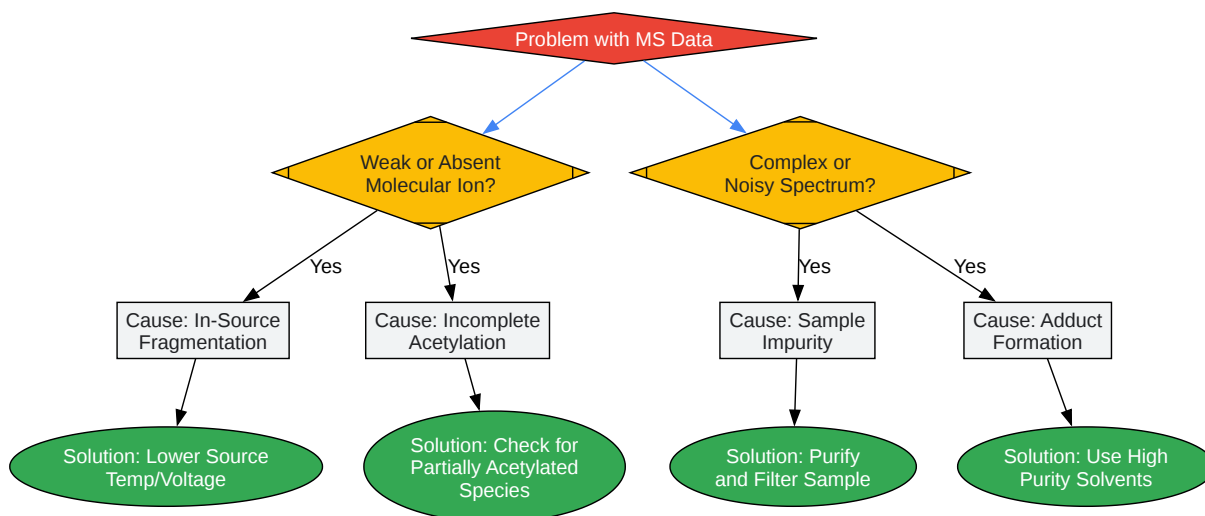 Problem with MS Data
Weak or Absent
Molecular Ion?
Complex or
Noisy Spectrum?
Yes
Yes
Yes
Yes
Cause: In-Source
Fragmentation
Cause: Incomplete
Acetylation
Cause: Sample
Impurity
Cause: Adduct
Formation
Solution: Lower Source
Temp/Voltage
Solution: Check for
Partially Acetylated
Species
Solution: Purify
and Filter Sample
Solution: Use High
Purity Solvents